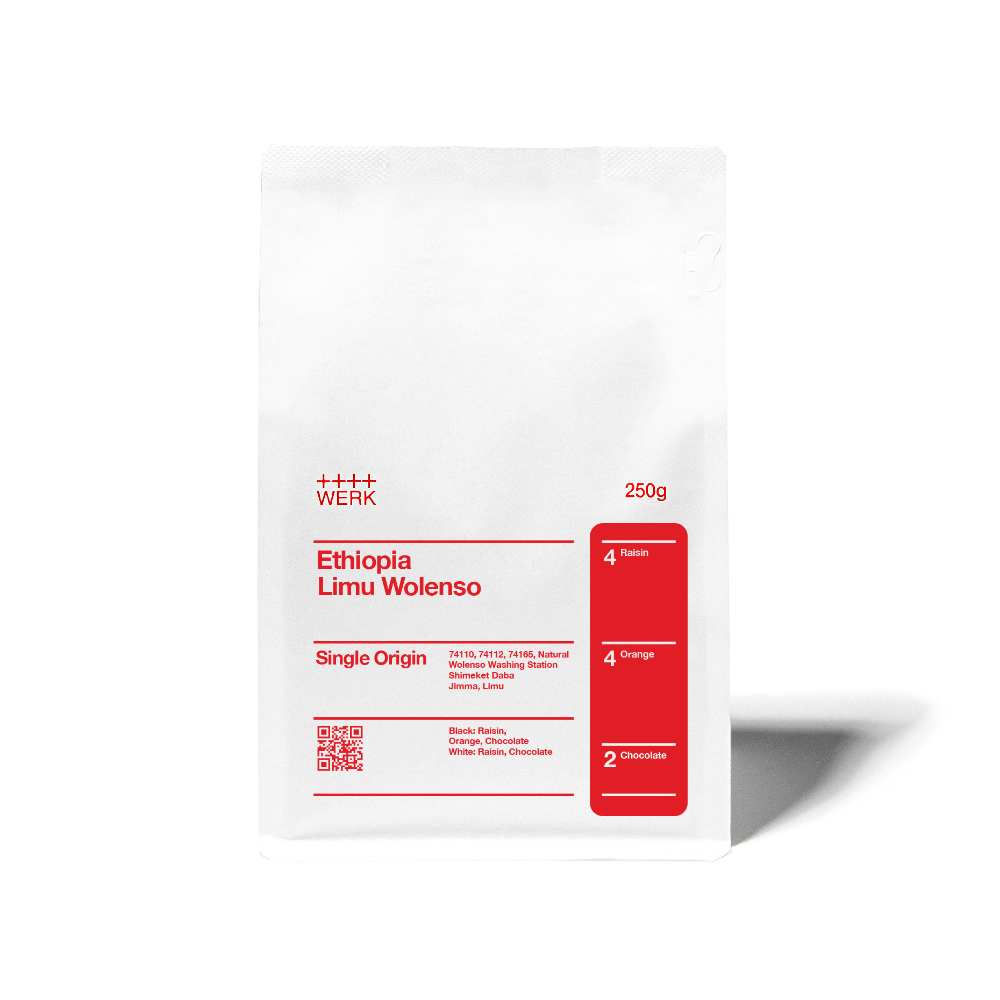 ++++
WERK
250g
Ethiopia
Limu Wolenso
Single Origin
74110, 74112, 74165, Natural
Wolenso Washing Station
Shimeket Daba
Jimma, Limu
Black: Raisin,
Orange, Chocolate
White: Raisin, Chocolate
4 Raisin
4 Orange
2 Chocolate